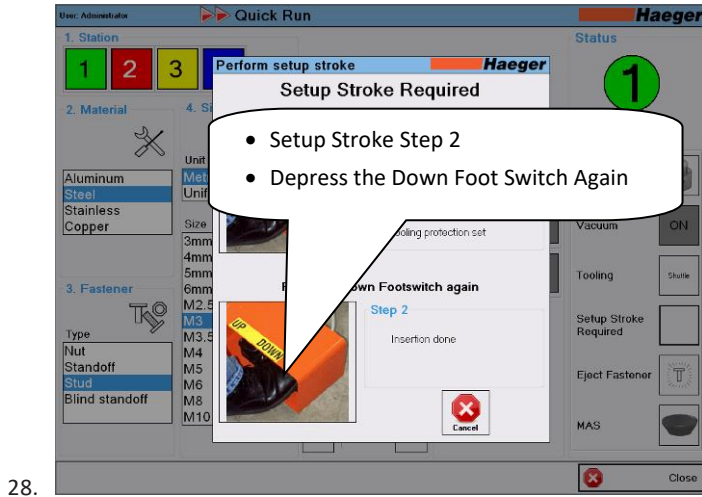 User: Administrator
Quick Run
Haeger
1. Station
1
2
3
Status
1
Perform setup stroke
Haeger
Setup Stroke Required
• Setup Stroke Step 2
• Depress the Down Foot Switch Again
2. Material
Aluminum
Steel
Stainless
Copper
4. Si
Unit
Met
Unif
Size
3mm
4mm
5mm
6mm
M2.5
M3
M3.5
M4
M5
M6
M8
M10
3. Fastener
Type
Nut
Standoff
Stud
Blind standoff
ooling protection set
wn Footswitch again
UP DOWN
Step 2
Insertion done
Cancel
Vacuum
ON
Tooling
Shuttle
Setup Stroke
Required
Eject Fastener
T
MAS
Close
28.